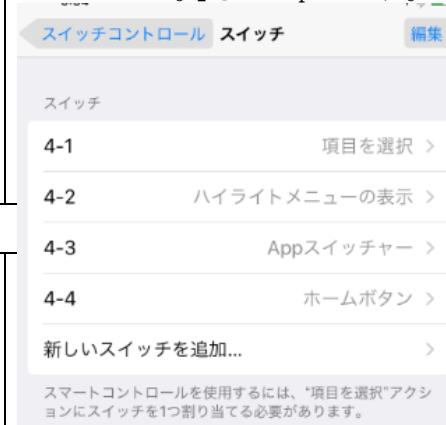 スイッチコントロール スイッチ 編集
スイッチ
4-1 項目を選択 >
4-2 ハイライトメニューの表示 >
4-3 Appスイッチャー >
4-4 ホームボタン >
新しいスイッチを追加... >
スマートコントロールを使用するには、"項目を選択"アクシ
ョンにスイッチを1つ割り当てる必要があります。